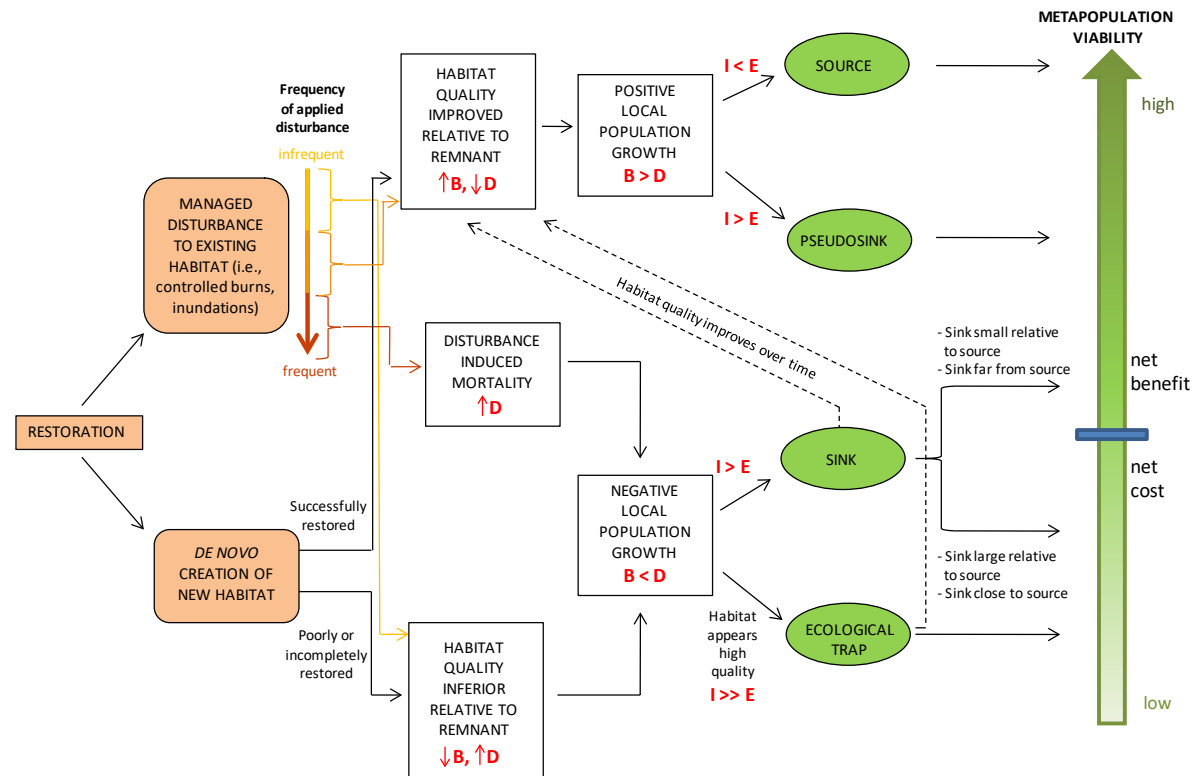 METAPOPULATION
VIABILITY
high
net
benefit
net
cost
low
Frequency
of applied
disturbance
infrequent
frequent
RESTORATION
MANAGED
DISTURBANCE
TO EXISTING
HABITAT (i.e.,
controlled burns,
inundations)
DE NOVO
CREATION OF
NEW HABITAT
Successfully
restored
Poorly or
incompletely
restored
HABITAT
QUALITY
IMPROVED
RELATIVE TO
REMNANT
↑B, ↓D
DISTURBANCE
INDUCED
MORTALITY
↑D
HABITAT
QUALITY
INFERIOR
RELATIVE TO
REMNANT
↓B, ↑D
POSITIVE
LOCAL
POPULATION
GROWTH
B > D
NEGATIVE
LOCAL
POPULATION
GROWTH
B < D
I < E
SOURCE
I > E
PSEUDOSINK
Habitat quality improves over time
I > E
SINK
Habitat
appears
high
quality
I >> E
ECOLOGICAL
TRAP
- Sink small relative
to source
- Sink far from source
- Sink large relative
to source
- Sink close to source